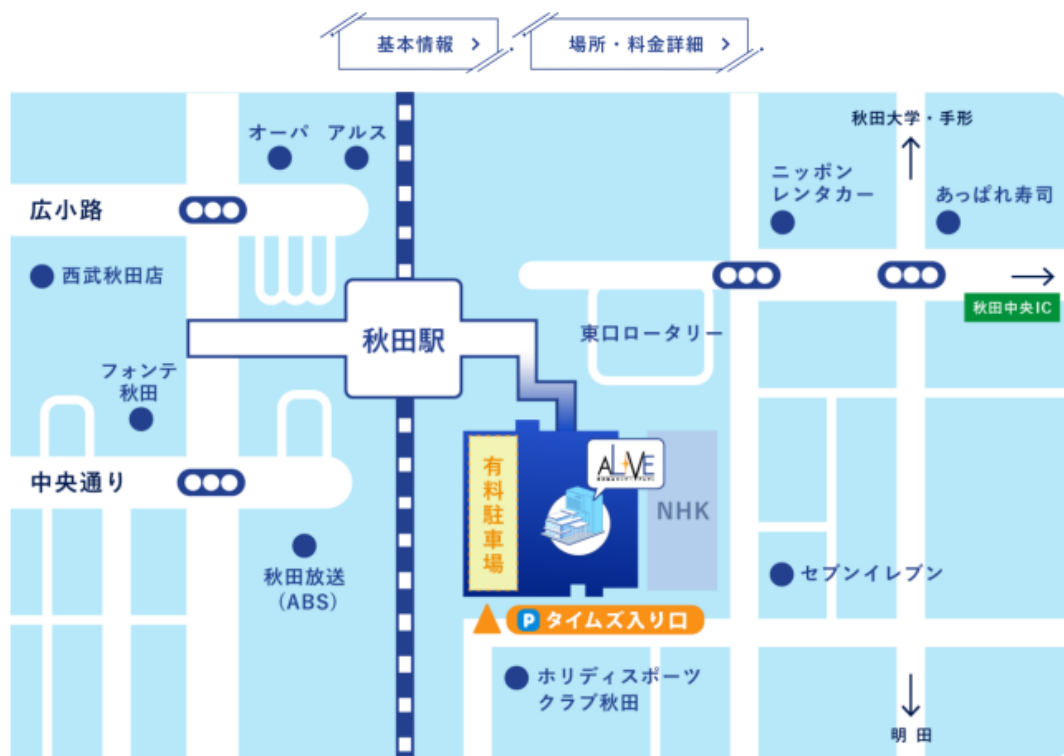 基本情報
場所・料金詳細
秋田大学・手形
オーパ アルス
ニッポン
レンタカー
あっぱれ寿司
広小路
西武秋田店
秋田中央IC
東口ロータリー
秋田駅
フォンテ
秋田
ALVE
有料駐車場
中央通り
NHK
秋田放送
(ABS)
セブンイレブン
P タイムズ入り口
ホリディスポーツ
クラブ秋田
明田